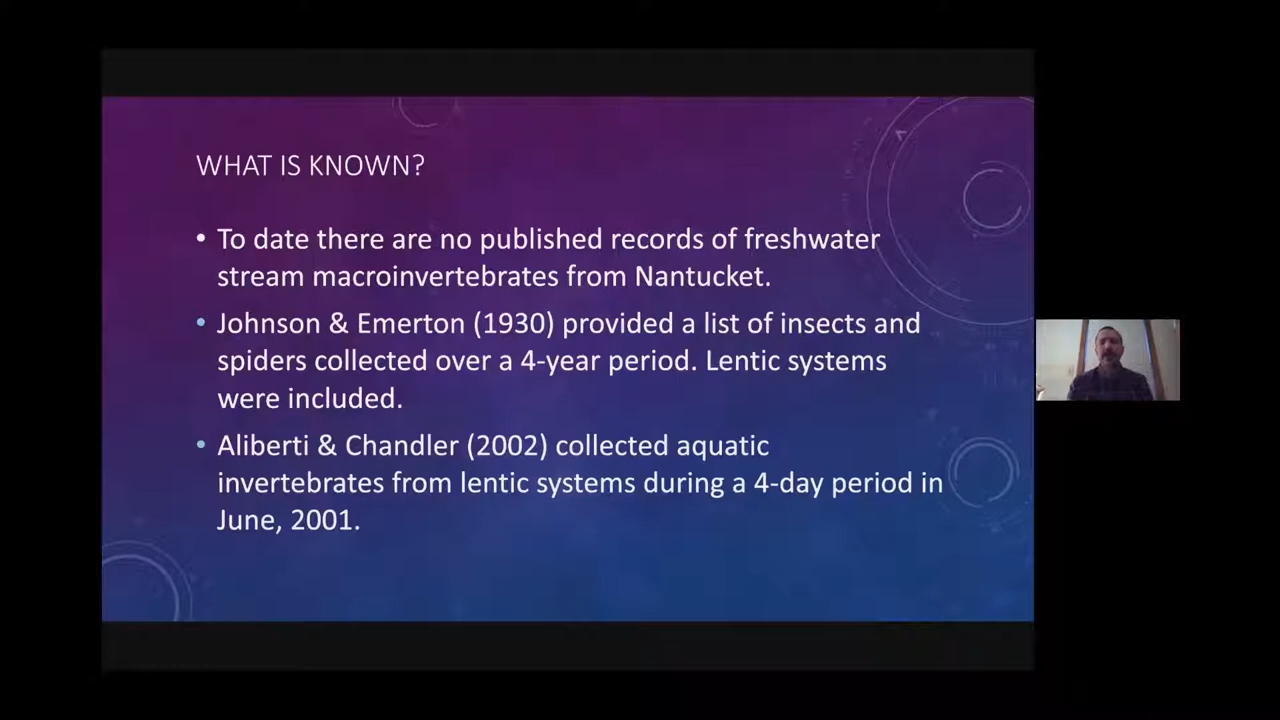 WHAT IS KNOWN?
• To date there are no published records of freshwater
stream macroinvertebrates from Nantucket.
• Johnson & Emerton (1930) provided a list of insects and
spiders collected over a 4-year period. Lentic systems
were included.
• Aliberti & Chandler (2002) collected aquatic
invertebrates from lentic systems during a 4-day period in
June, 2001.